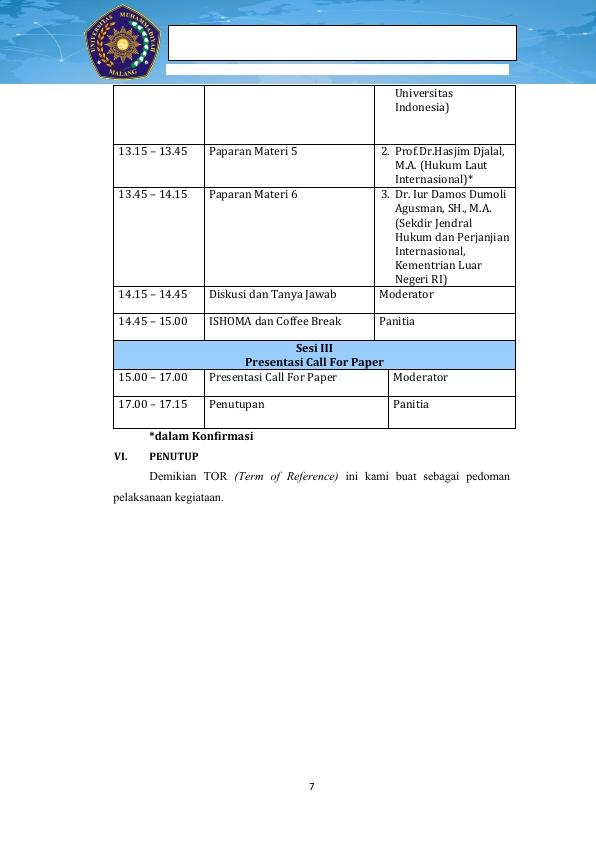 UNIVERSITAS MUHAMMADIYAH
MALANG
Universitas
Indonesia)
13.15 – 13.45 Paparan Materi 5 2. Prof.Dr.Hasjim Djalal,
M.A. (Hukum Laut
Internasional)*
13.45 – 14.15 Paparan Materi 6 3. Dr. Iur Damos Dumoli
Agusman, SH., M.A.
(Sekdir Jendral
Hukum dan Perjanjian
Internasional,
Kementrian Luar
Negeri RI)
14.15 – 14.45 Diskusi dan Tanya Jawab Moderator
14.45 – 15.00 ISHOMA dan Coffee Break Panitia
Sesi III
Presentasi Call For Paper
15.00 – 17.00 Presentasi Call For Paper Moderator
17.00 – 17.15 Penutupan Panitia
*dalam Konfirmasi
VI. PENUTUP
Demikian TOR (Term of Reference) ini kami buat sebagai pedoman
pelaksanaan kegiataan.
7